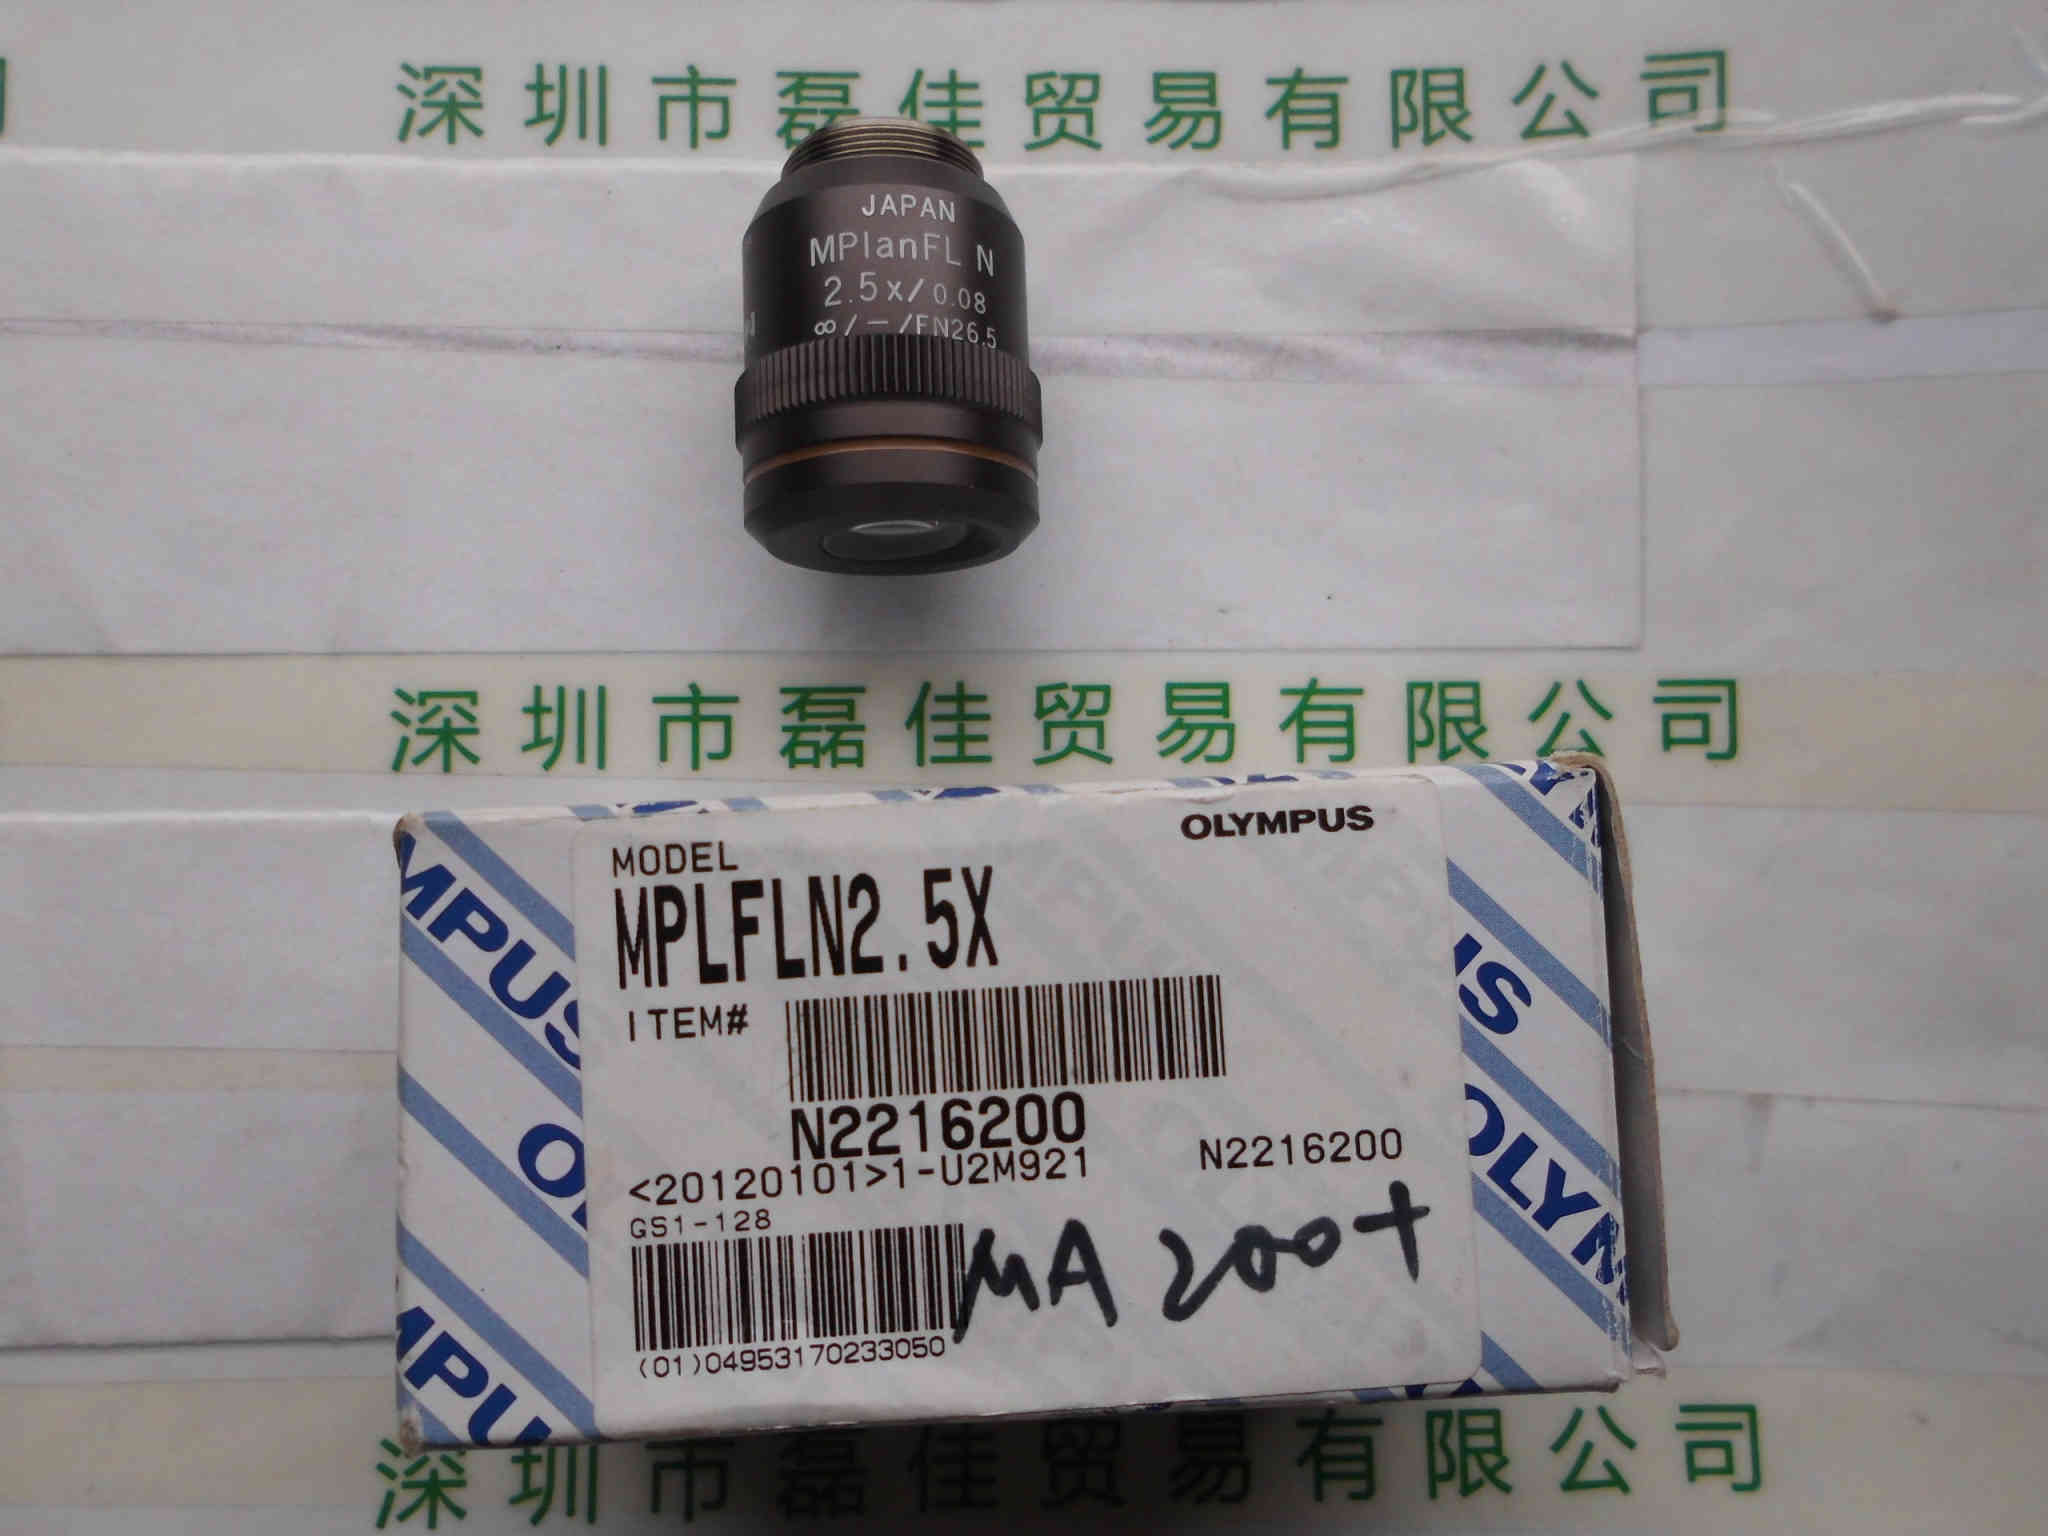 深圳市磊佳贸易有限公司
JAPAN
MPlanFL N
2.5x/0.08
∞/-/FN26.5
深圳市磊佳贸易有限公司
OLYMPUS
MODEL
MPLFLN2.5X
ITEM#
N2216200
<20120101>1-U2M921
N2216200
GS1-128
MA 200+
(01)04953170233050
MPUS
OLYM
MPU
深圳市磊佳贸易有限公司